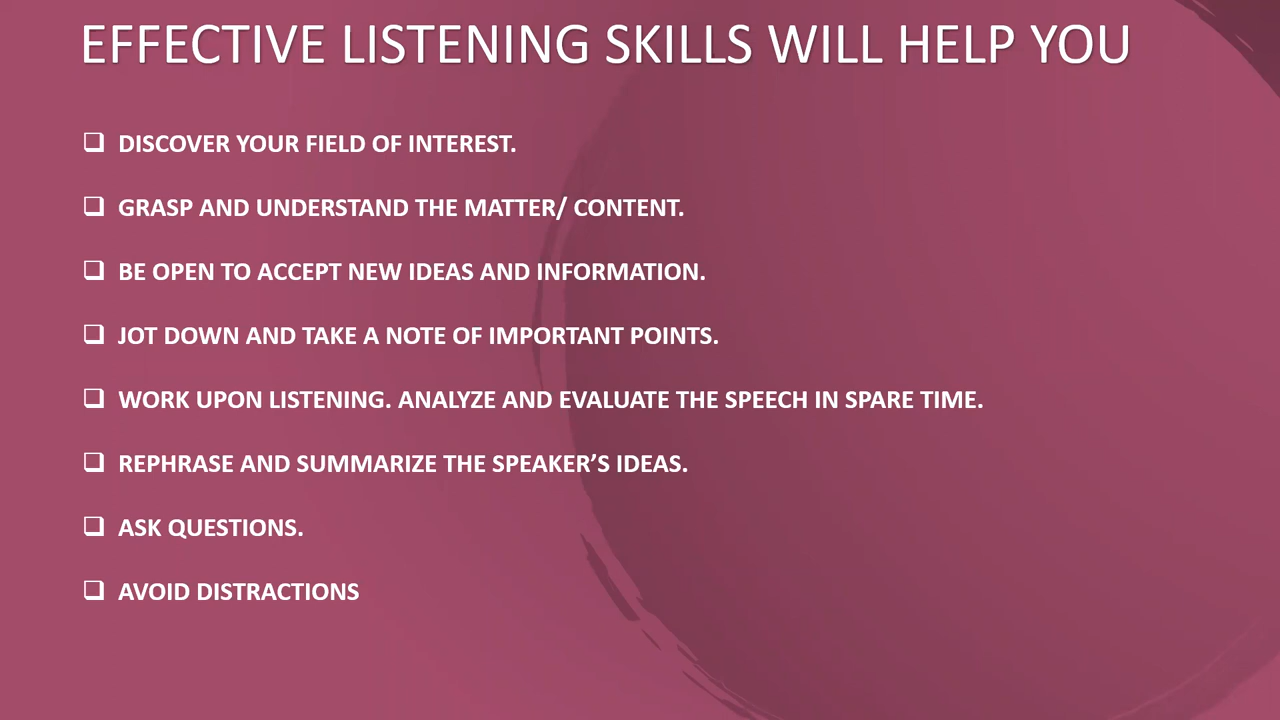 EFFECTIVE LISTENING SKILLS WILL HELP YOU
❑ DISCOVER YOUR FIELD OF INTEREST.
❑ GRASP AND UNDERSTAND THE MATTER/ CONTENT.
❑ BE OPEN TO ACCEPT NEW IDEAS AND INFORMATION.
❑ JOT DOWN AND TAKE A NOTE OF IMPORTANT POINTS.
❑ WORK UPON LISTENING. ANALYZE AND EVALUATE THE SPEECH IN SPARE TIME.
❑ REPHRASE AND SUMMARIZE THE SPEAKER’S IDEAS.
❑ ASK QUESTIONS.
❑ AVOID DISTRACTIONS